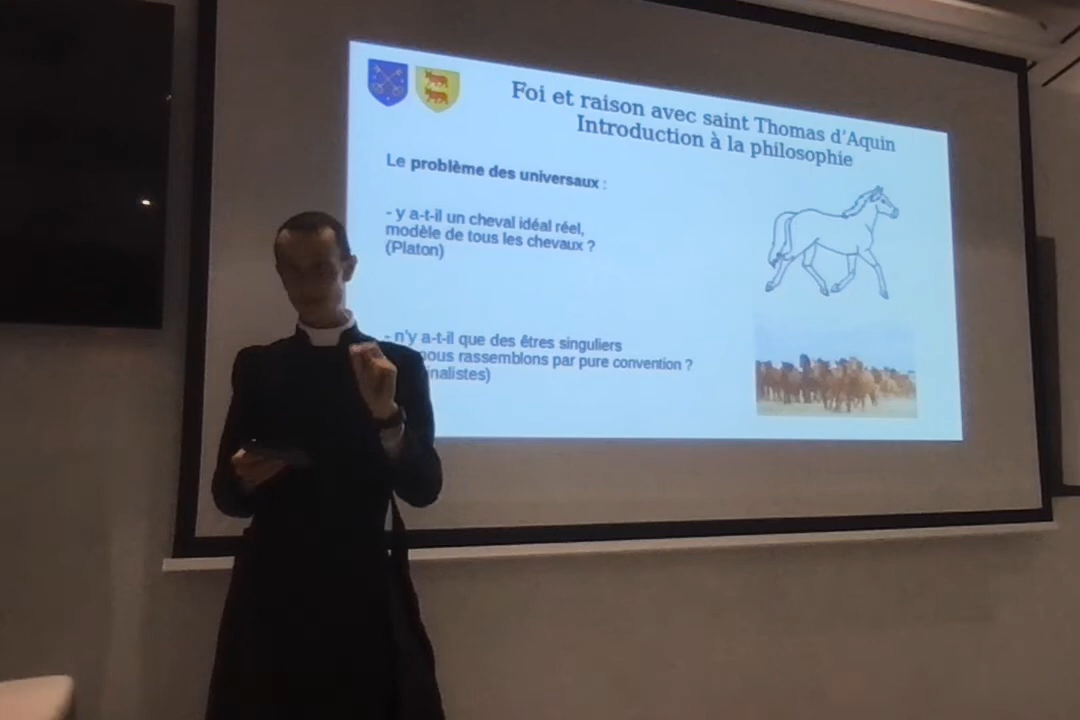 Foi et raison avec saint Thomas d'Aquin
Introduction à la philosophie
Le problème des universaux :
- y a-t-il un cheval idéal réel,
modèle de tous les chevaux ?
(Platon)
- n'y a-t-il que des êtres singuliers
nous rassemblons par pure convention ?
inalistes)